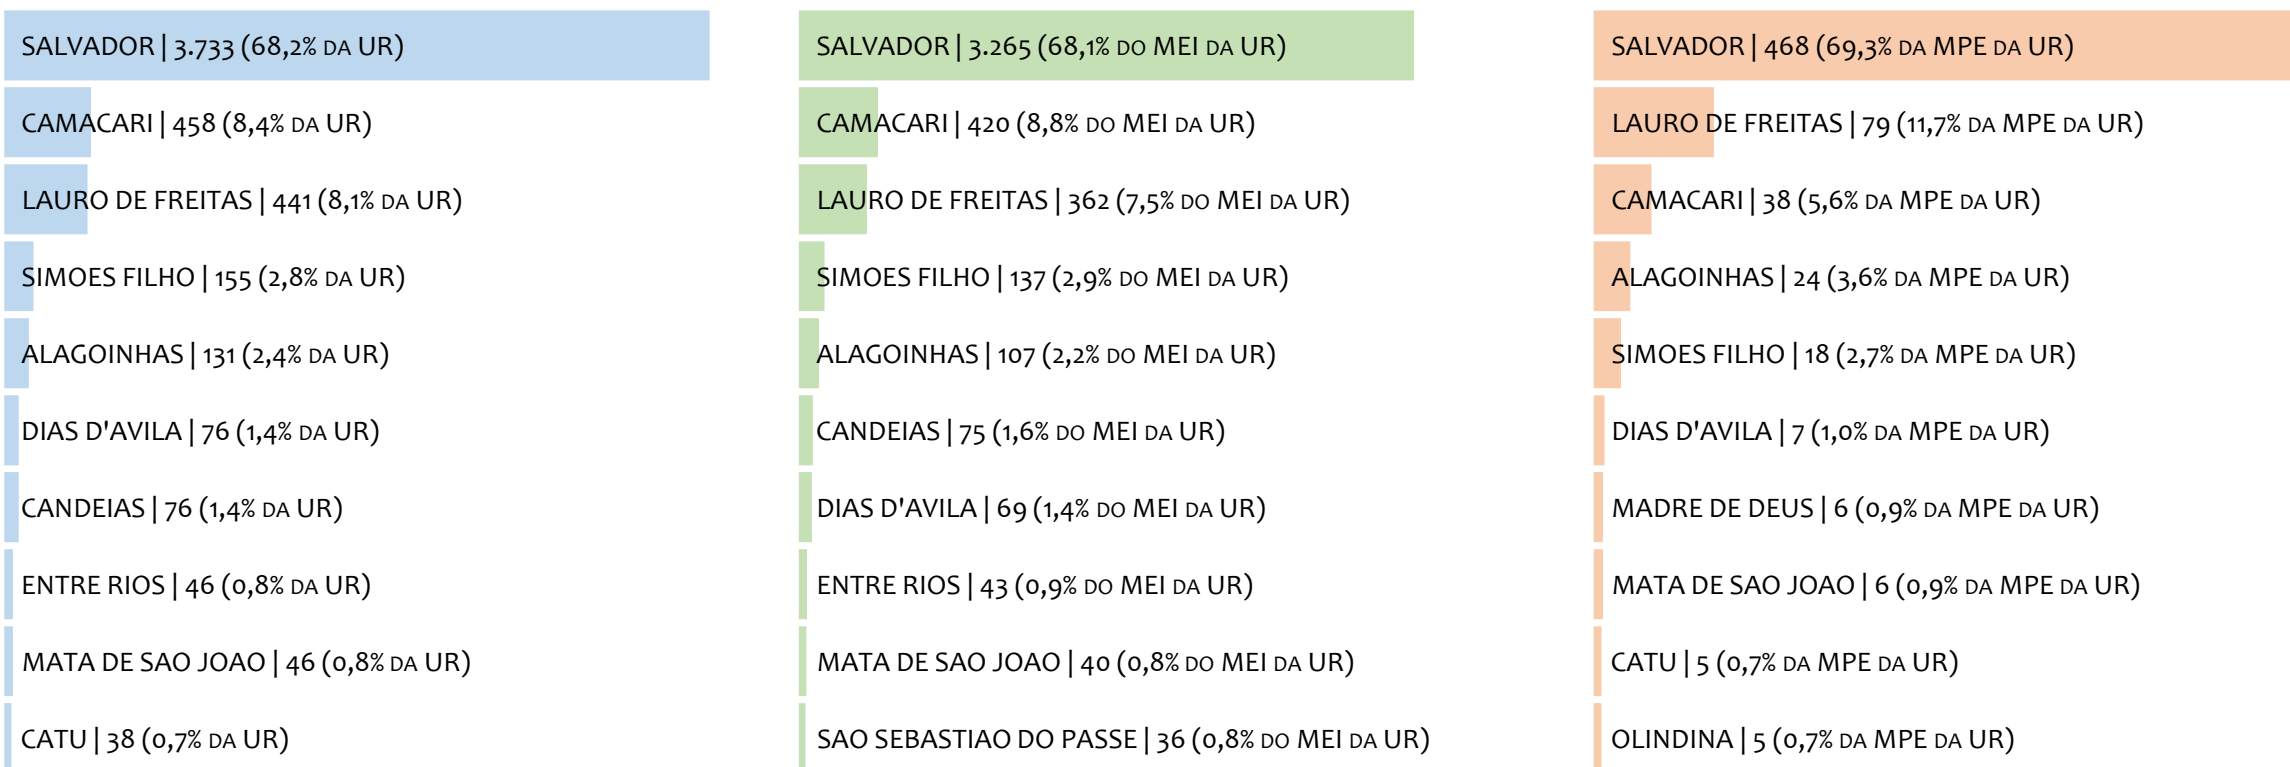 SALVADOR | 3.733 (68,2% DA UR)
CAMACARI | 458 (8,4% DA UR)
LAURO DE FREITAS | 441 (8,1% DA UR)
SIMOES FILHO | 155 (2,8% DA UR)
ALAGOINHAS | 131 (2,4% DA UR)
DIAS D'AVILA | 76 (1,4% DA UR)
CANDEIAS | 76 (1,4% DA UR)
ENTRE RIOS | 46 (0,8% DA UR)
MATA DE SAO JOAO | 46 (0,8% DA UR)
CATU | 38 (0,7% DA UR)
SALVADOR | 3.265 (68,1% DO MEI DA UR)
CAMACARI | 420 (8,8% DO MEI DA UR)
LAURO DE FREITAS | 362 (7,5% DO MEI DA UR)
SIMOES FILHO | 137 (2,9% DO MEI DA UR)
ALAGOINHAS | 107 (2,2% DO MEI DA UR)
CANDEIAS | 75 (1,6% DO MEI DA UR)
DIAS D'AVILA | 69 (1,4% DO MEI DA UR)
ENTRE RIOS | 43 (0,9% DO MEI DA UR)
MATA DE SAO JOAO | 40 (0,8% DO MEI DA UR)
SAO SEBASTIAO DO PASSE | 36 (0,8% DO MEI DA UR)
SALVADOR | 468 (69,3% DA MPE DA UR)
LAURO DE FREITAS | 79 (11,7% DA MPE DA UR)
CAMACARI | 38 (5,6% DA MPE DA UR)
ALAGOINHAS | 24 (3,6% DA MPE DA UR)
SIMOES FILHO | 18 (2,7% DA MPE DA UR)
DIAS D'AVILA | 7 (1,0% DA MPE DA UR)
MADRE DE DEUS | 6 (0,9% DA MPE DA UR)
MATA DE SAO JOAO | 6 (0,9% DA MPE DA UR)
CATU | 5 (0,7% DA MPE DA UR)
OLINDINA | 5 (0,7% DA MPE DA UR)